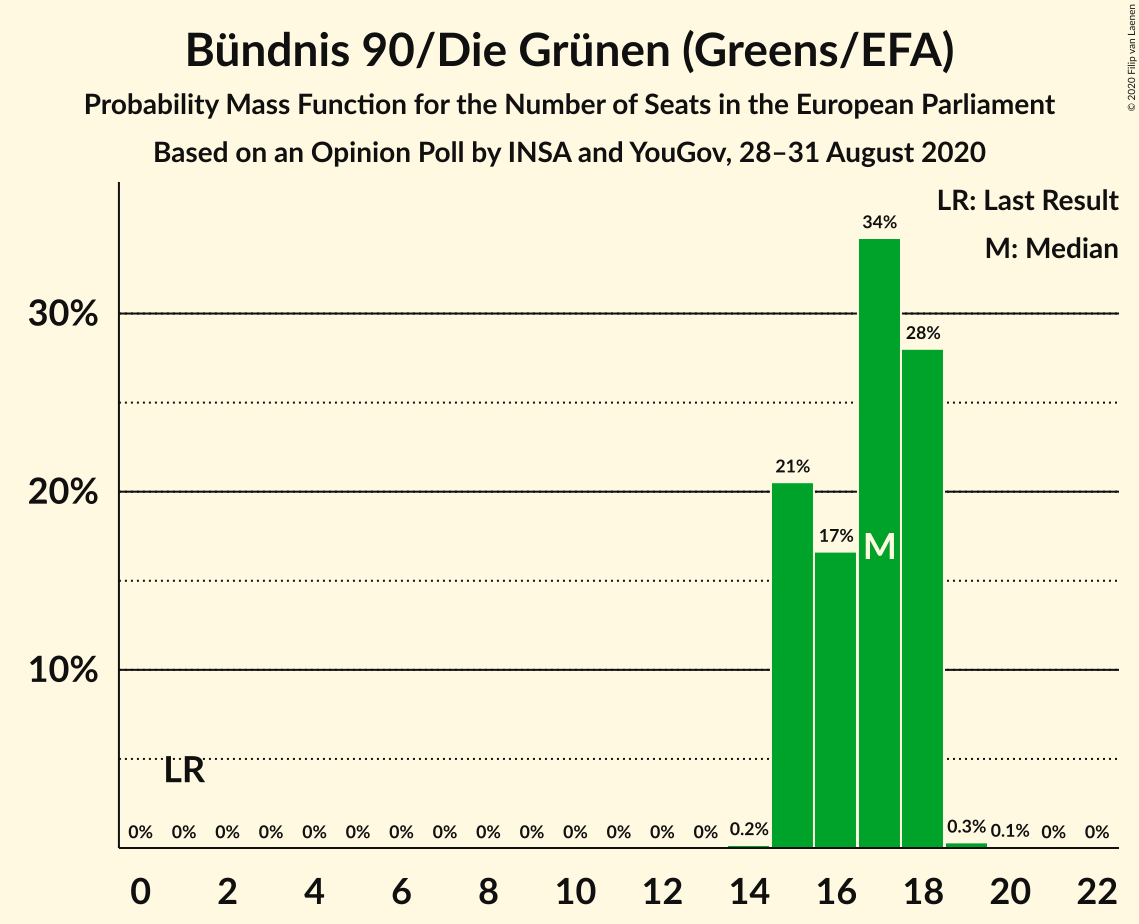 Bündnis 90/Die Grünen (Greens/EFA)
Probability Mass Function for the Number of Seats in the European Parliament
Based on an Opinion Poll by INSA and YouGov, 28–31 August 2020
© 2020 Filip van Laenen
LR: Last Result
M: Median
34%
30%
28%
21%
20%
17%
M
10%
LR
0% 0% 0% 0% 0% 0% 0% 0% 0% 0% 0% 0% 0% 0% 0.2% 0.3% 0.1% 0% 0%
0 2 4 6 8 10 12 14 16 18 20 22